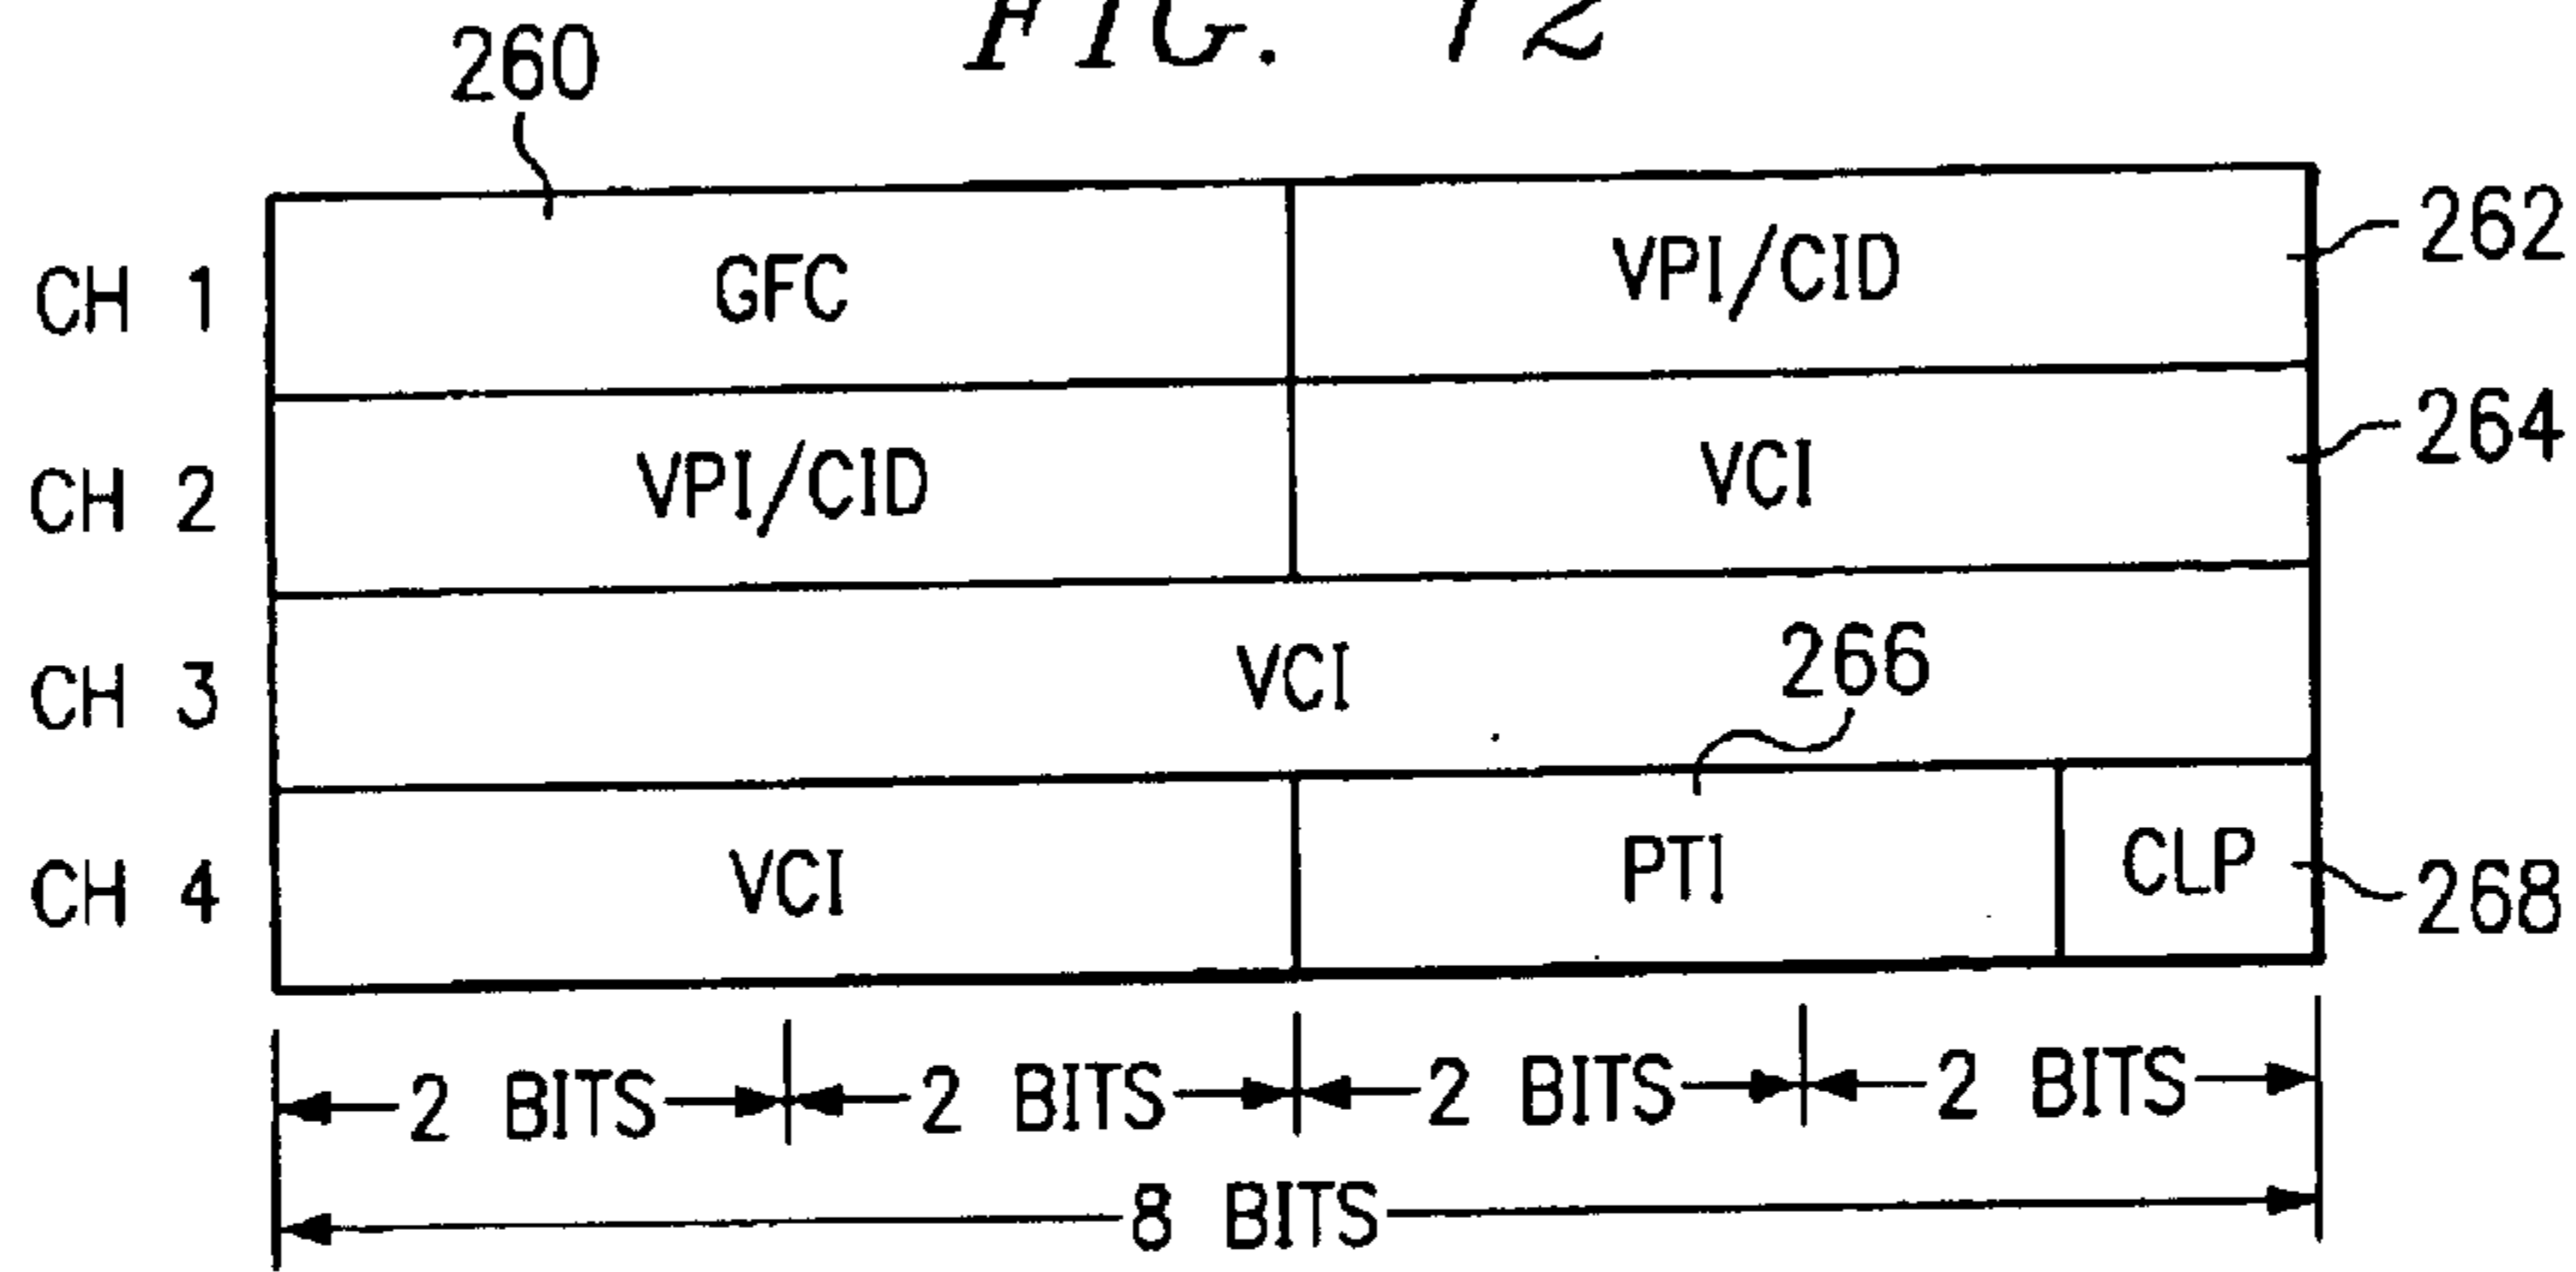 FIG. 12
260
CH 1 GFC VPI/CID 262
CH 2 VPI/CID VCI 264
CH 3 VCI 266
CH 4 VCI PTI CLP 268
2 BITS 2 BITS 2 BITS 2 BITS
8 BITS